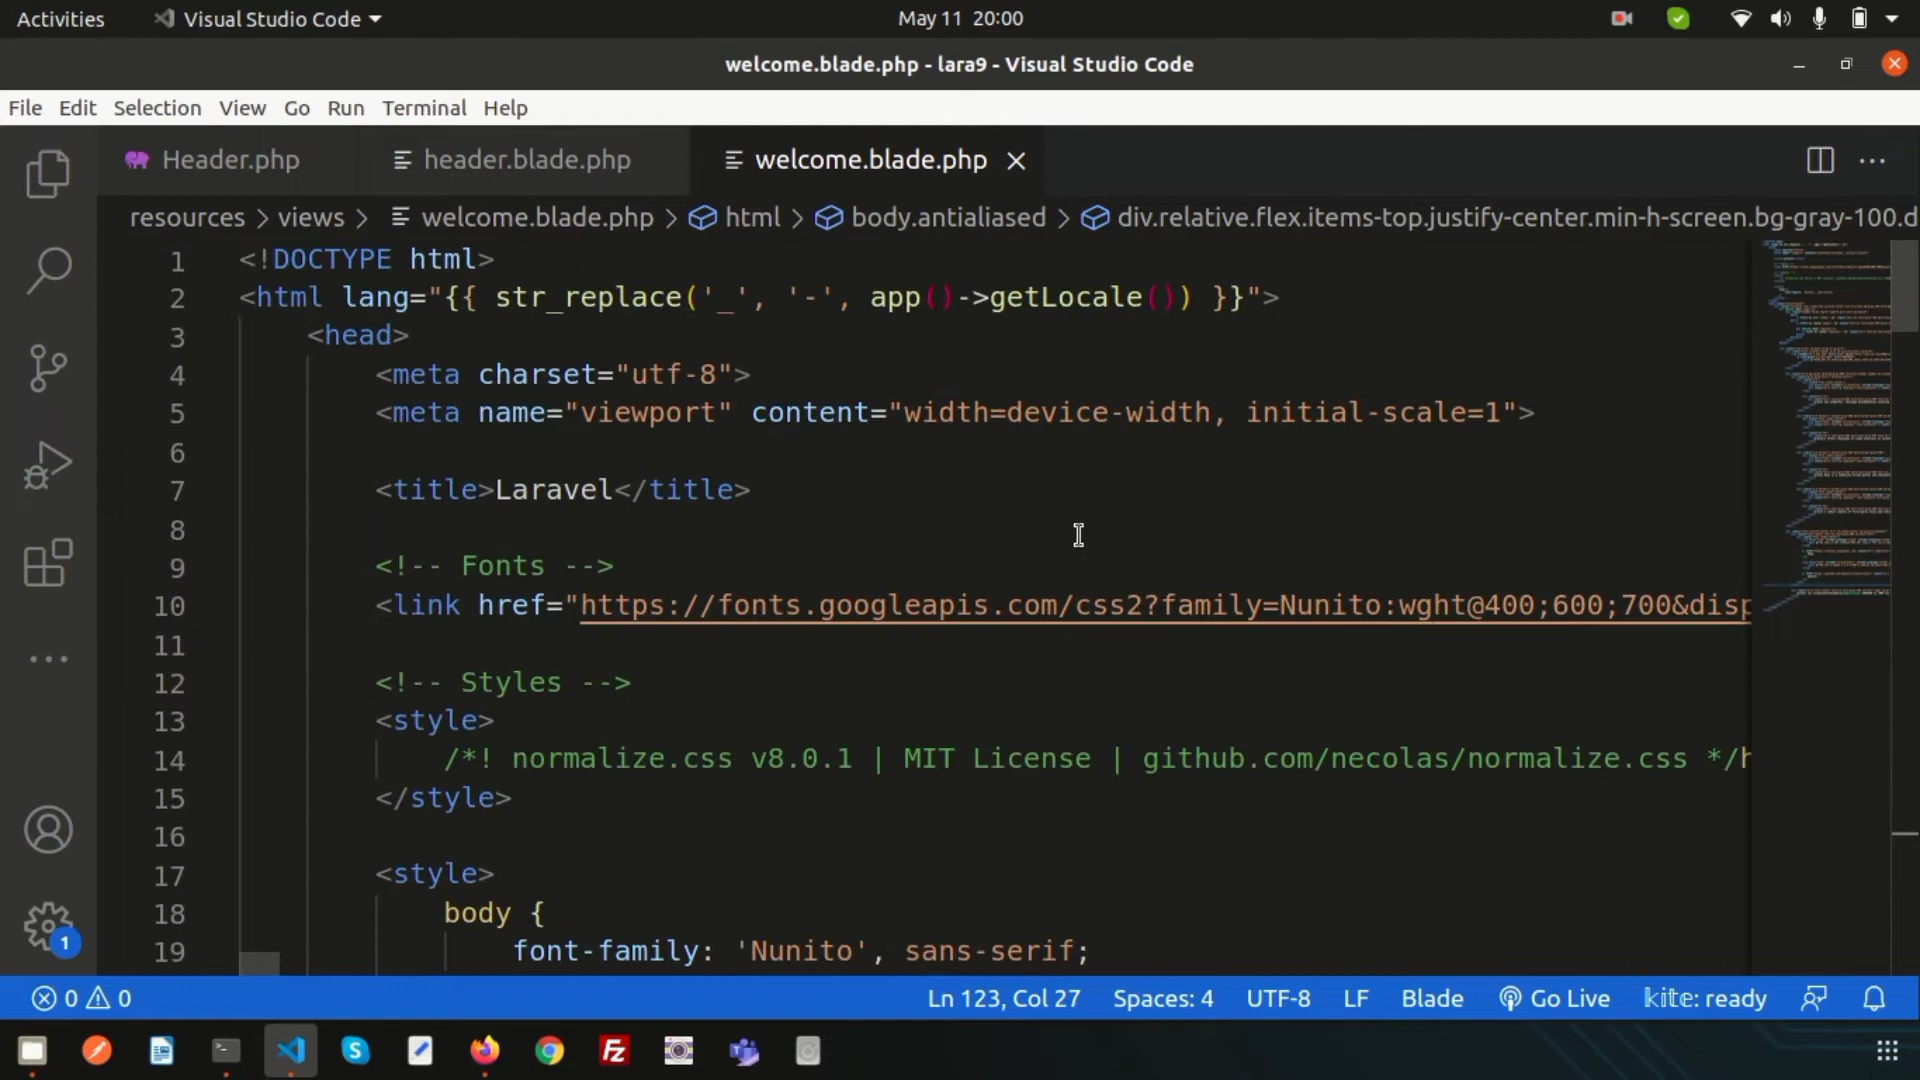 Activities Visual Studio Code May 11 20:00
welcome.blade.php - lara9 - Visual Studio Code
File Edit Selection View Go Run Terminal Help
Header.php header.blade.php welcome.blade.php
resources > views > welcome.blade.php > html > body.antialiased > div.relative.flex.items-top.justify-center.min-h-screen.bg-gray-100.d
1 <!DOCTYPE html>
2 <html lang="{{ str_replace('_', '-', app()->getLocale()) }}">
3 <head>
4 <meta charset="utf-8">
5 <meta name="viewport" content="width=device-width, initial-scale=1">
6
7 <title>Laravel</title>
8
9 <!-- Fonts -->
10 <link href="https://fonts.googleapis.com/css2?family=Nunito:wght@400;600;700&disp
11
12 <!-- Styles -->
13 <style>
14 /*! normalize.css v8.0.1 | MIT License | github.com/necolas/normalize.css */h
15 </style>
16
17 <style>
18 body {
19 font-family: 'Nunito', sans-serif;
1
0 0 Ln 123, Col 27 Spaces: 4 UTF-8 LF Blade Go Live kite: ready